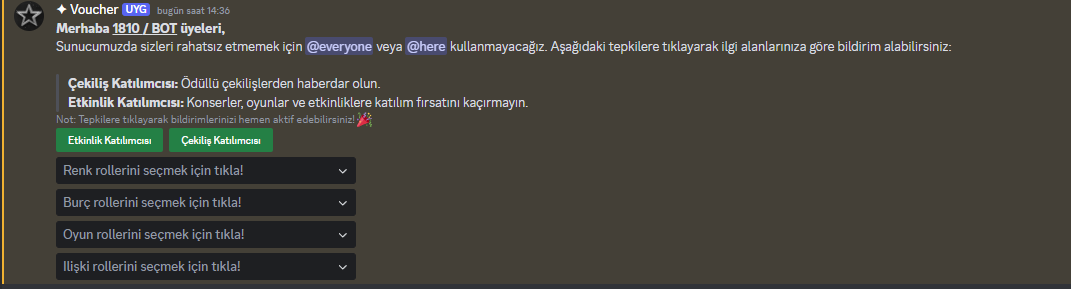 ✦ Voucher UYG bugün saat 14:36
Merhaba 1810 / BOT üyeleri,
Sunucumuzda sizleri rahatsız etmemek için @everyone veya @here kullanmayacağız. Aşağıdaki tepkilere tıklayarak ilgi alanlarınıza göre bildirim alabilirsiniz:
Çekiliş Katılımcısı: Ödüllü çekilişlerden haberdar olun.
Etkinlik Katılımcısı: Konserler, oyunlar ve etkinliklere katılım fırsatını kaçırmayın.
Not: Tepkilere tıklayarak bildirimlerinizi hemen aktif edebilirsiniz! 🎉
Etkinlik Katılımcısı Çekiliş Katılımcısı
Renk rollerini seçmek için tıkla!
Burç rollerini seçmek için tıkla!
Oyun rollerini seçmek için tıkla!
Ilişki rollerini seçmek için tıkla!